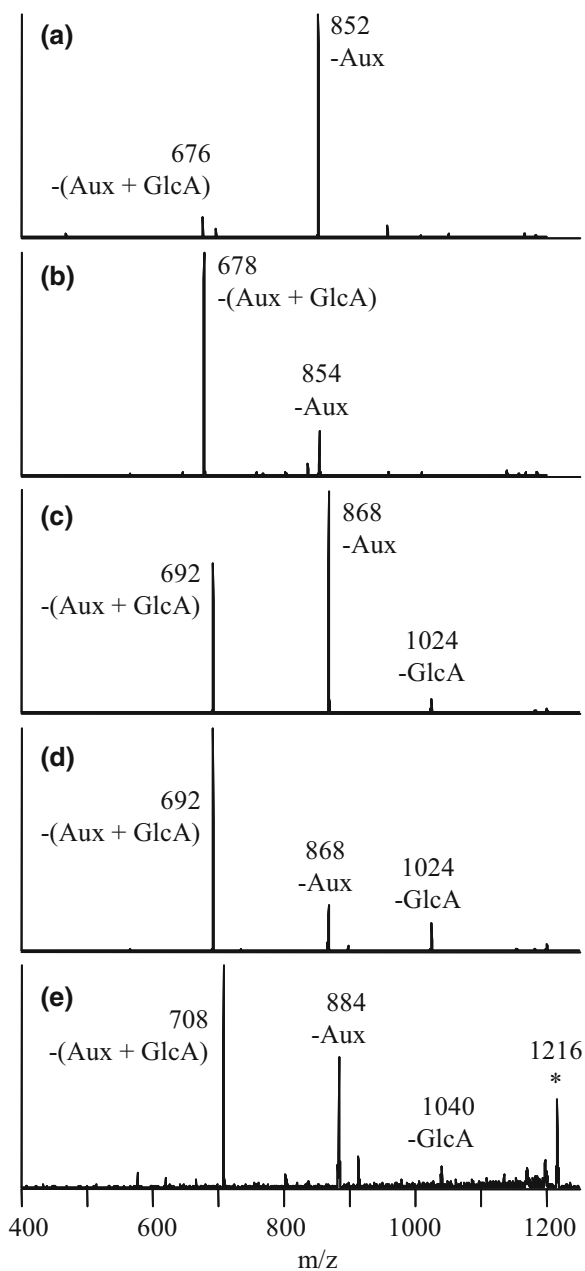 (a)
852
-Aux
676
-(Aux + GlcA)
(b)
678
-(Aux + GlcA)
854
-Aux
(c)
868
-Aux
692
-(Aux + GlcA)
1024
-GlcA
(d)
692
-(Aux + GlcA)
868
-Aux
1024
-GlcA
(e)
708
-(Aux + GlcA)
884
-Aux
1040
-GlcA
1216
*
400 600 800 1000 1200
m/z